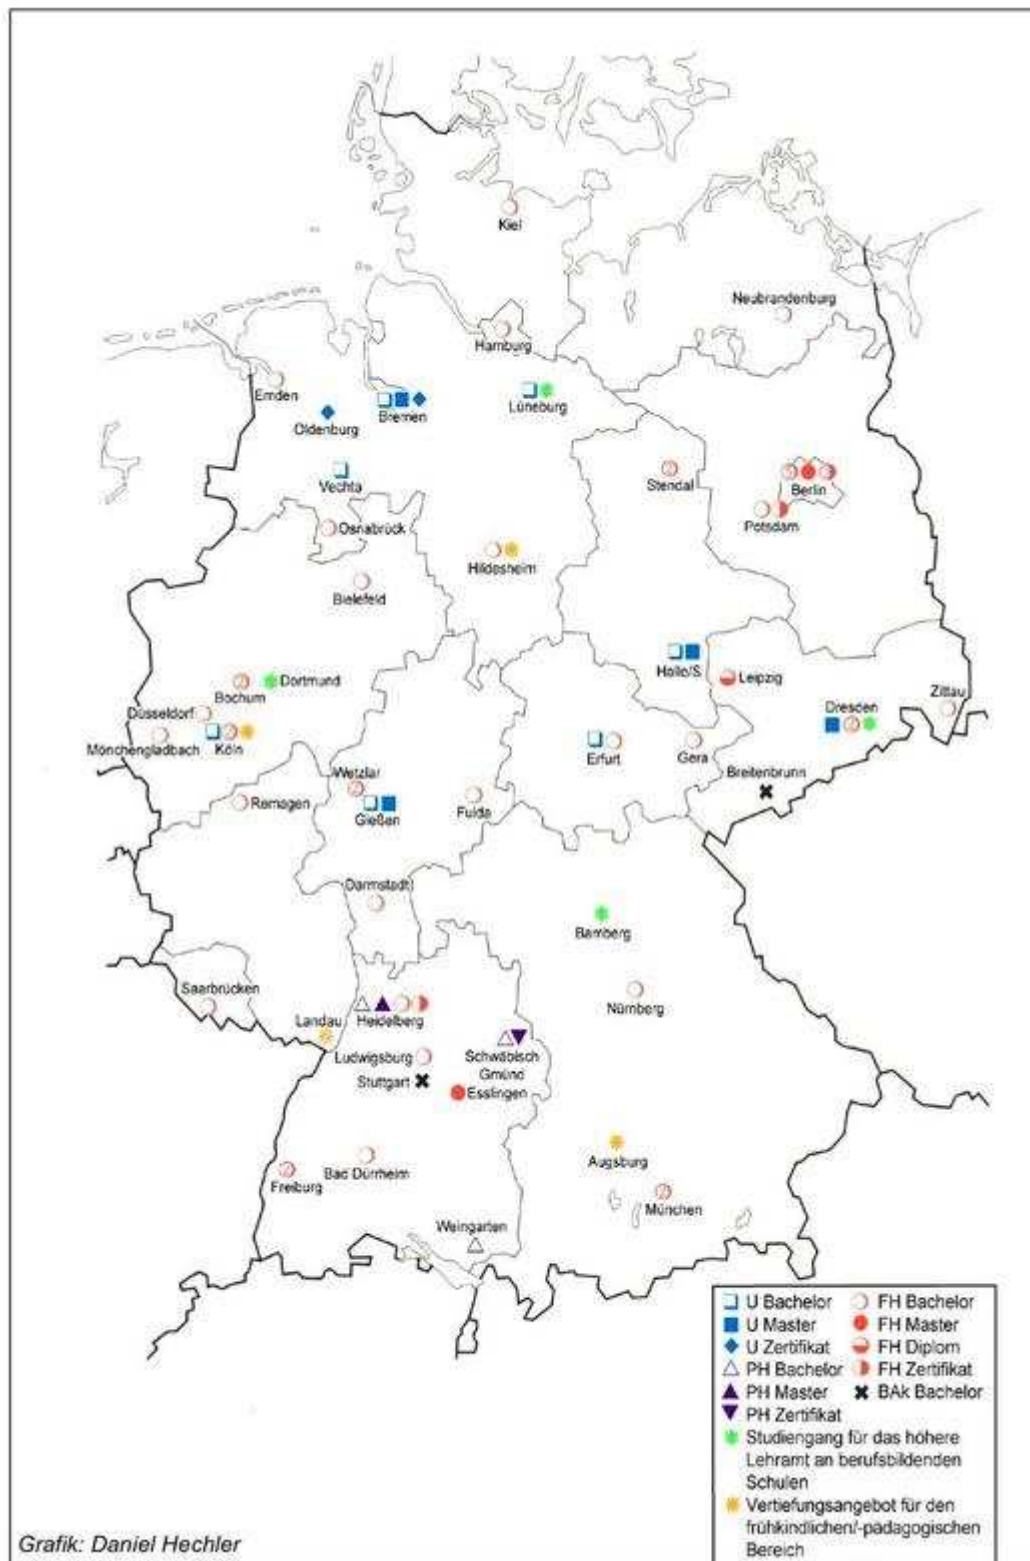 Kiel
Neubrandenburg
Hamburg
Emden
Oldenburg
Bremen
Lüneburg
Vechta
Stendal
Berlin
Potsdam
Osnabrück
Hildesheim
Bielefeld
Halle/S.
Leipzig
Bochum
Dortmund
Düsseldorf
Mönchengladbach
Köln
Dresden
Zittau
Erfurt
Gera
Breitenbrunn
Wetzlar
Remagen
Gießen
Fulda
Darmstadt
Bamberg
Saarbrücken
Landau
Heidelberg
Nürnberg
Ludwigsburg
Schwäbisch
Gmünd
Stuttgart
Esslingen
Augsburg
Freiburg
Bad Dürrheim
München
Weingarten
U Bachelor
U Master
U Zertifikat
PH Bachelor
PH Master
PH Zertifikat
FH Bachelor
FH Master
FH Diplom
FH Zertifikat
BAk Bachelor
Studiengang für das höhere
Lehramt an berufsbildenden
Schulen
Vertiefungsangebot für den
frühkindlichen/-pädagogischen
Bereich
Grafik: Daniel Hechler